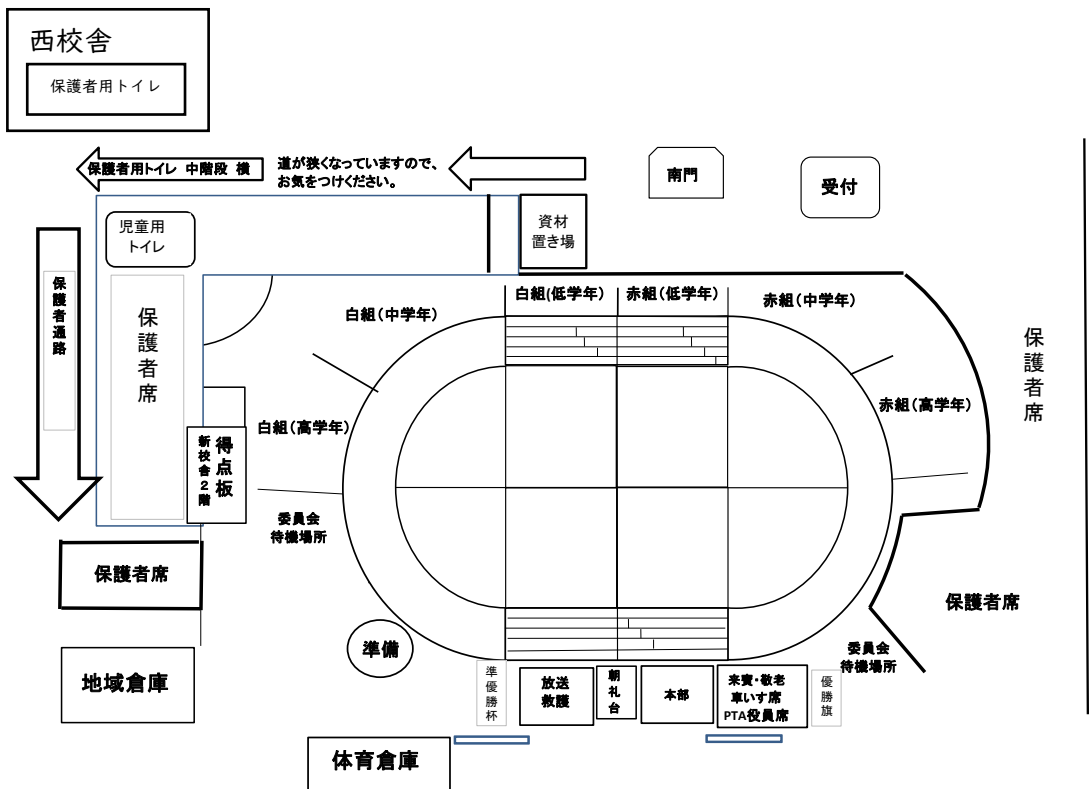 西校舎
保護者用トイレ
保護者用トイレ 中階段 横
道が狭くなっていますので、
お気をつけください。
南門
受付
資材
置き場
児童用
トイレ
保護者通路
保護者席
白組(中学年)
白組(低学年)
赤組(低学年)
赤組(中学年)
保護者席
白組(高学年)
赤組(高学年)
得点板
新校舎2階
委員会
待機場所
保護者席
保護者席
準備
委員会
待機場所
地域倉庫
準優勝杯
放送
救護
朝礼台
本部
来賓・敬老
車いす席
PTA役員席
優勝旗
体育倉庫